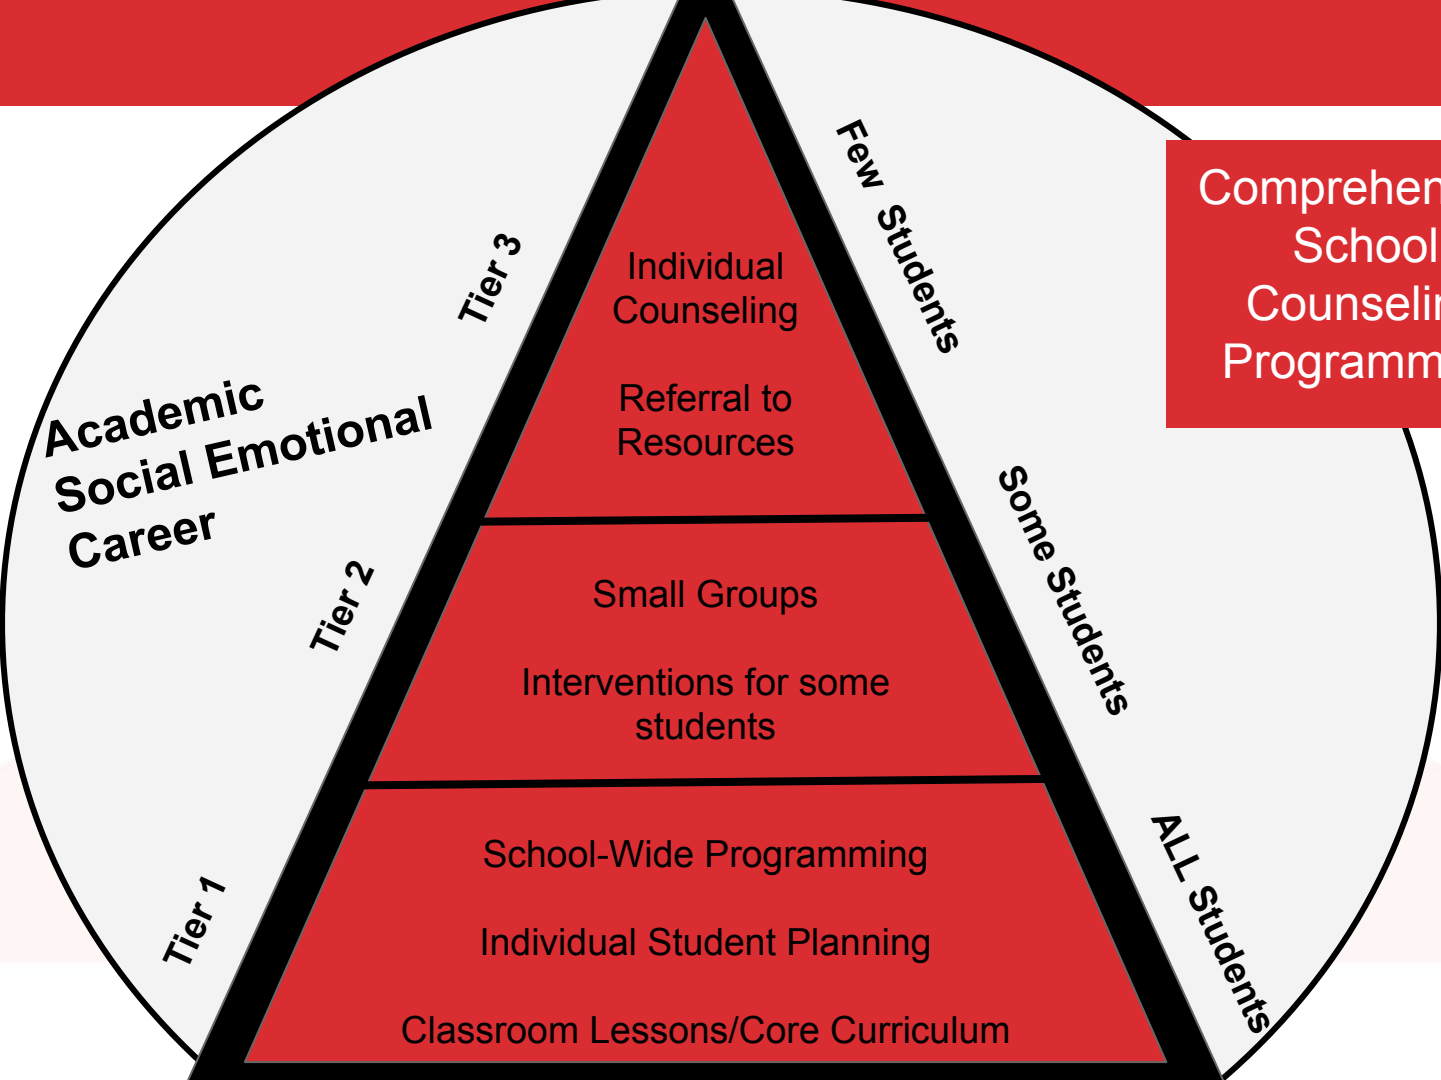 Few Students
Comprehen
School
Counselin
Programm
Tier 3
Individual
Counseling
Referral to
Resources
Academic
Social Emotional
Career
Some Students
Tier 2
Small Groups
Interventions for some
students
ALL Students
Tier 1
School-Wide Programming
Individual Student Planning
Classroom Lessons/Core Curriculum